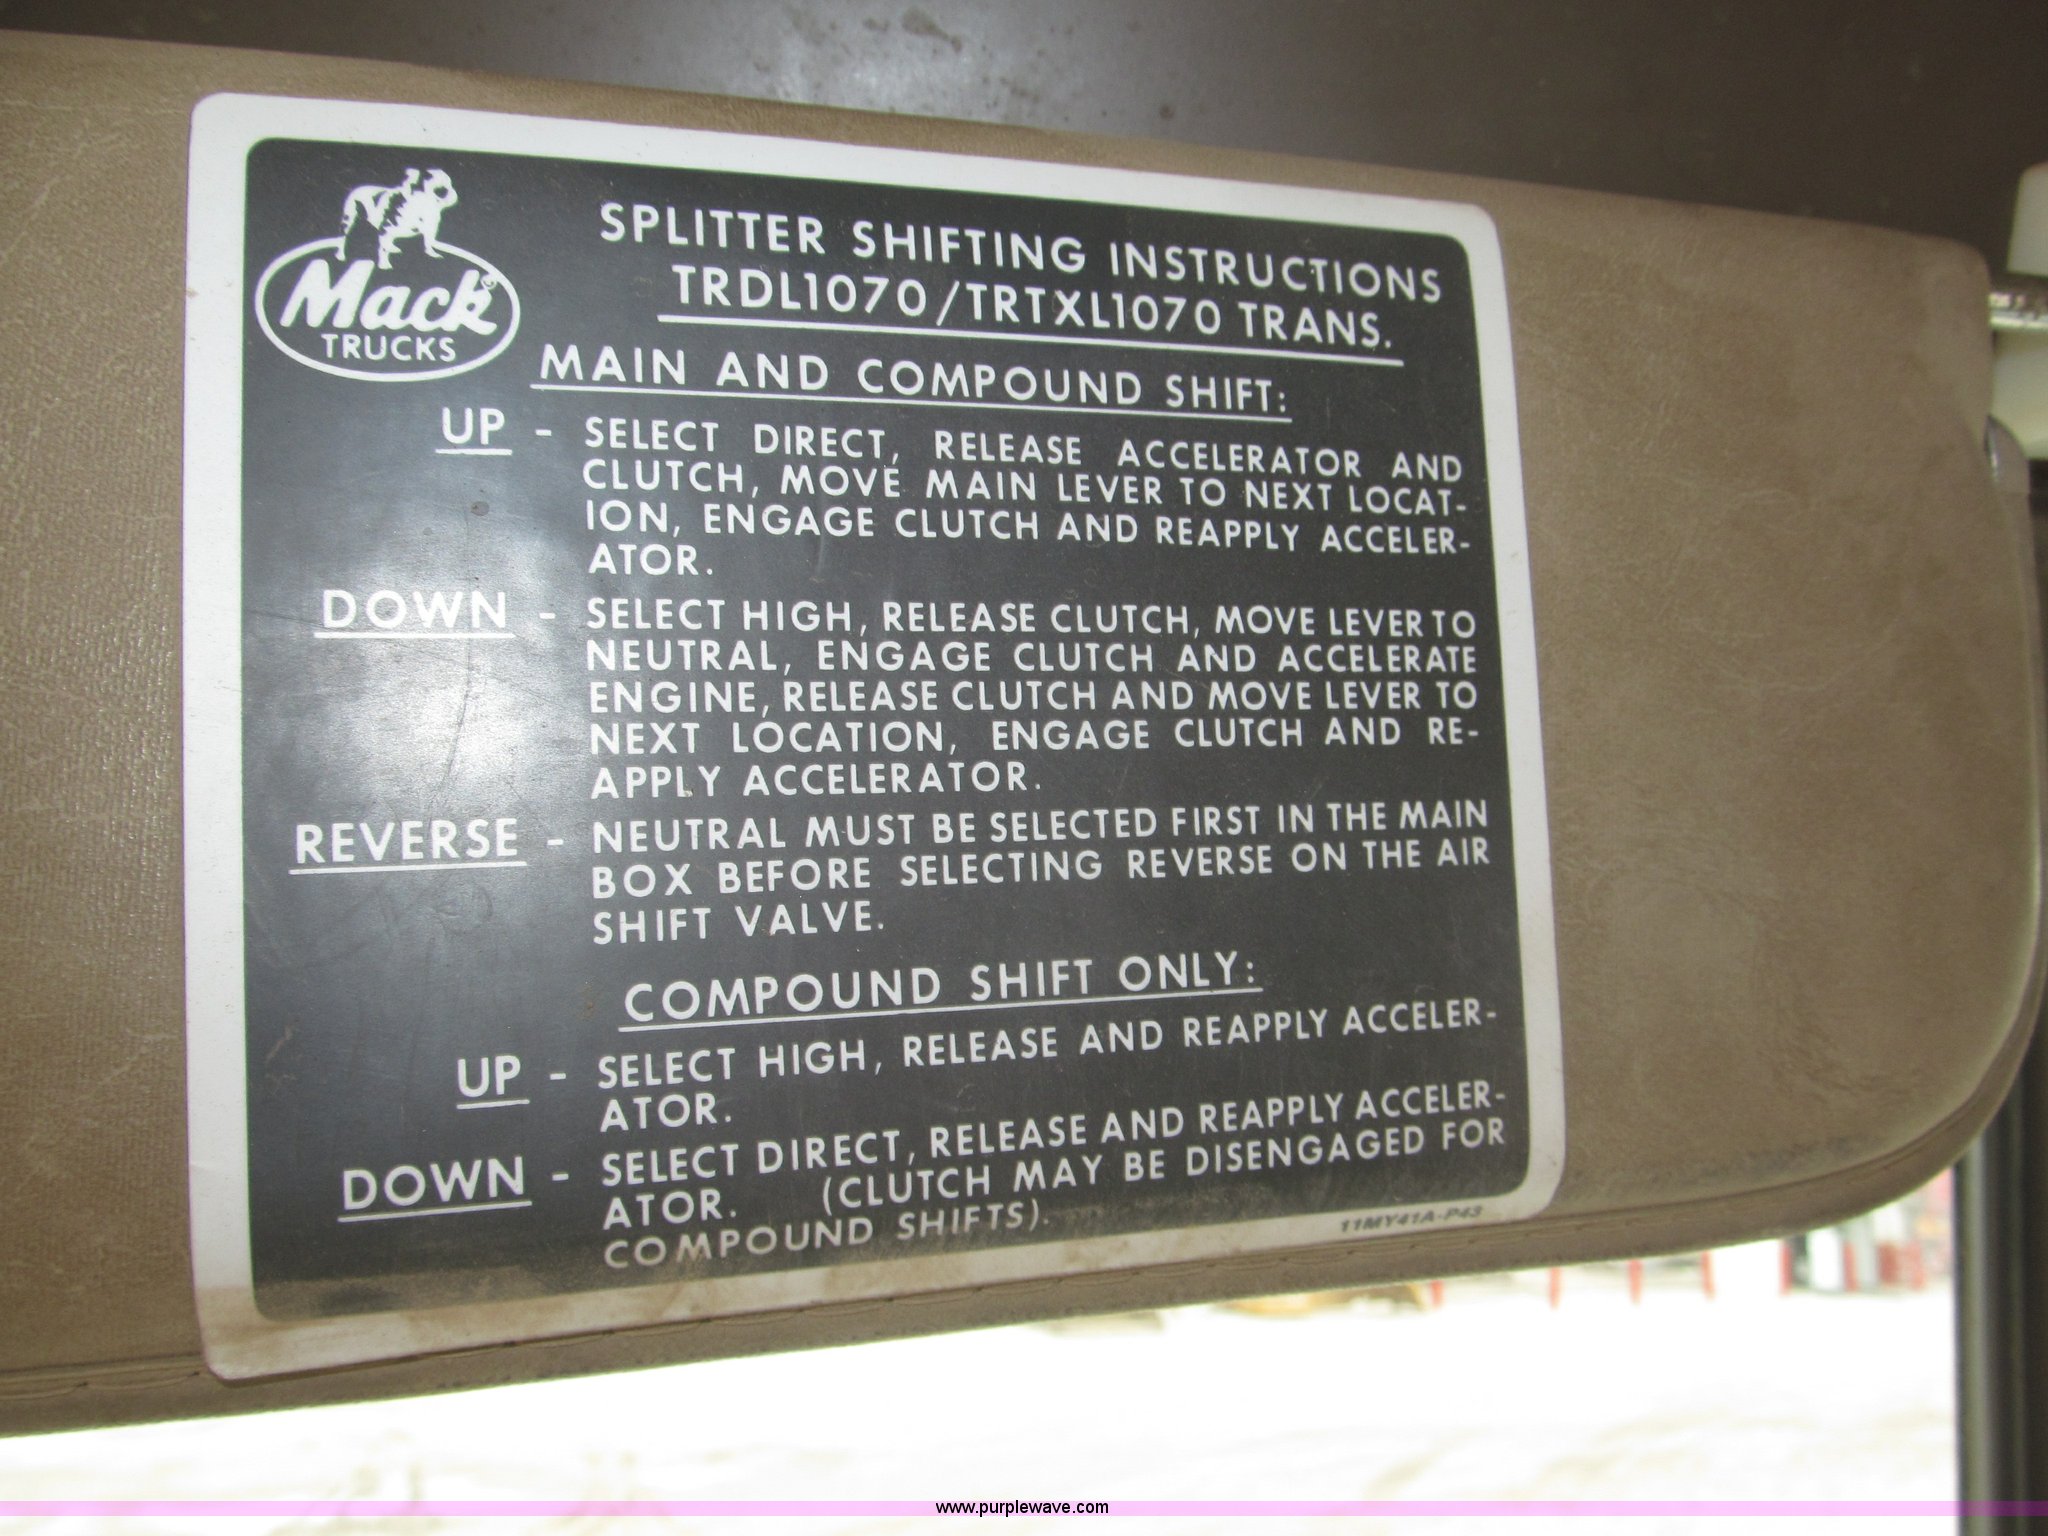 Mack
TRUCKS
SPLITTER SHIFTING INSTRUCTIONS
TRDL1070/TRTXL1070 TRANS.
MAIN AND COMPOUND SHIFT:
UP - SELECT DIRECT, RELEASE ACCELERATOR AND
CLUTCH, MOVE MAIN LEVER TO NEXT LOCAT-
ION, ENGAGE CLUTCH AND REAPPLY ACCELER-
ATOR.
DOWN - SELECT HIGH, RELEASE CLUTCH, MOVE LEVER TO
NEUTRAL, ENGAGE CLUTCH AND ACCELERATE
ENGINE, RELEASE CLUTCH AND MOVE LEVER TO
NEXT LOCATION, ENGAGE CLUTCH AND RE-
APPLY ACCELERATOR.
REVERSE - NEUTRAL MUST BE SELECTED FIRST IN THE MAIN
BOX BEFORE SELECTING REVERSE ON THE AIR
SHIFT VALVE.
COMPOUND SHIFT ONLY:
UP - SELECT HIGH, RELEASE AND REAPPLY ACCELER-
ATOR.
DOWN - SELECT DIRECT, RELEASE AND REAPPLY ACCELER-
ATOR. (CLUTCH MAY BE DISENGAGED FOR
COMPOUND SHIFTS).
11MY41A-P43
www.purplewave.com